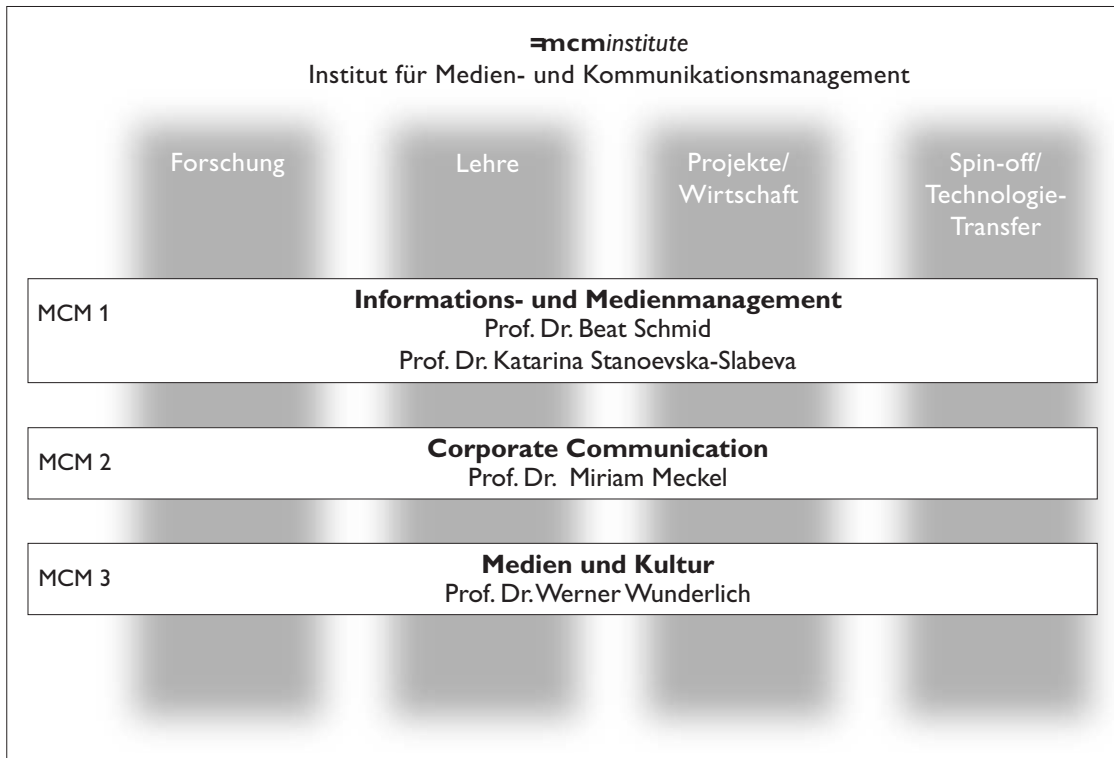 =mcminstitute
Institut für Medien- und Kommunikationsmanagement
Forschung
Lehre
Projekte/
Wirtschaft
Spin-off/
Technologie-
Transfer
MCM 1
Informations- und Medienmanagement
Prof. Dr. Beat Schmid
Prof. Dr. Katarina Stanoevska-Slabeva
MCM 2
Corporate Communication
Prof. Dr. Miriam Meckel
MCM 3
Medien und Kultur
Prof. Dr. Werner Wunderlich